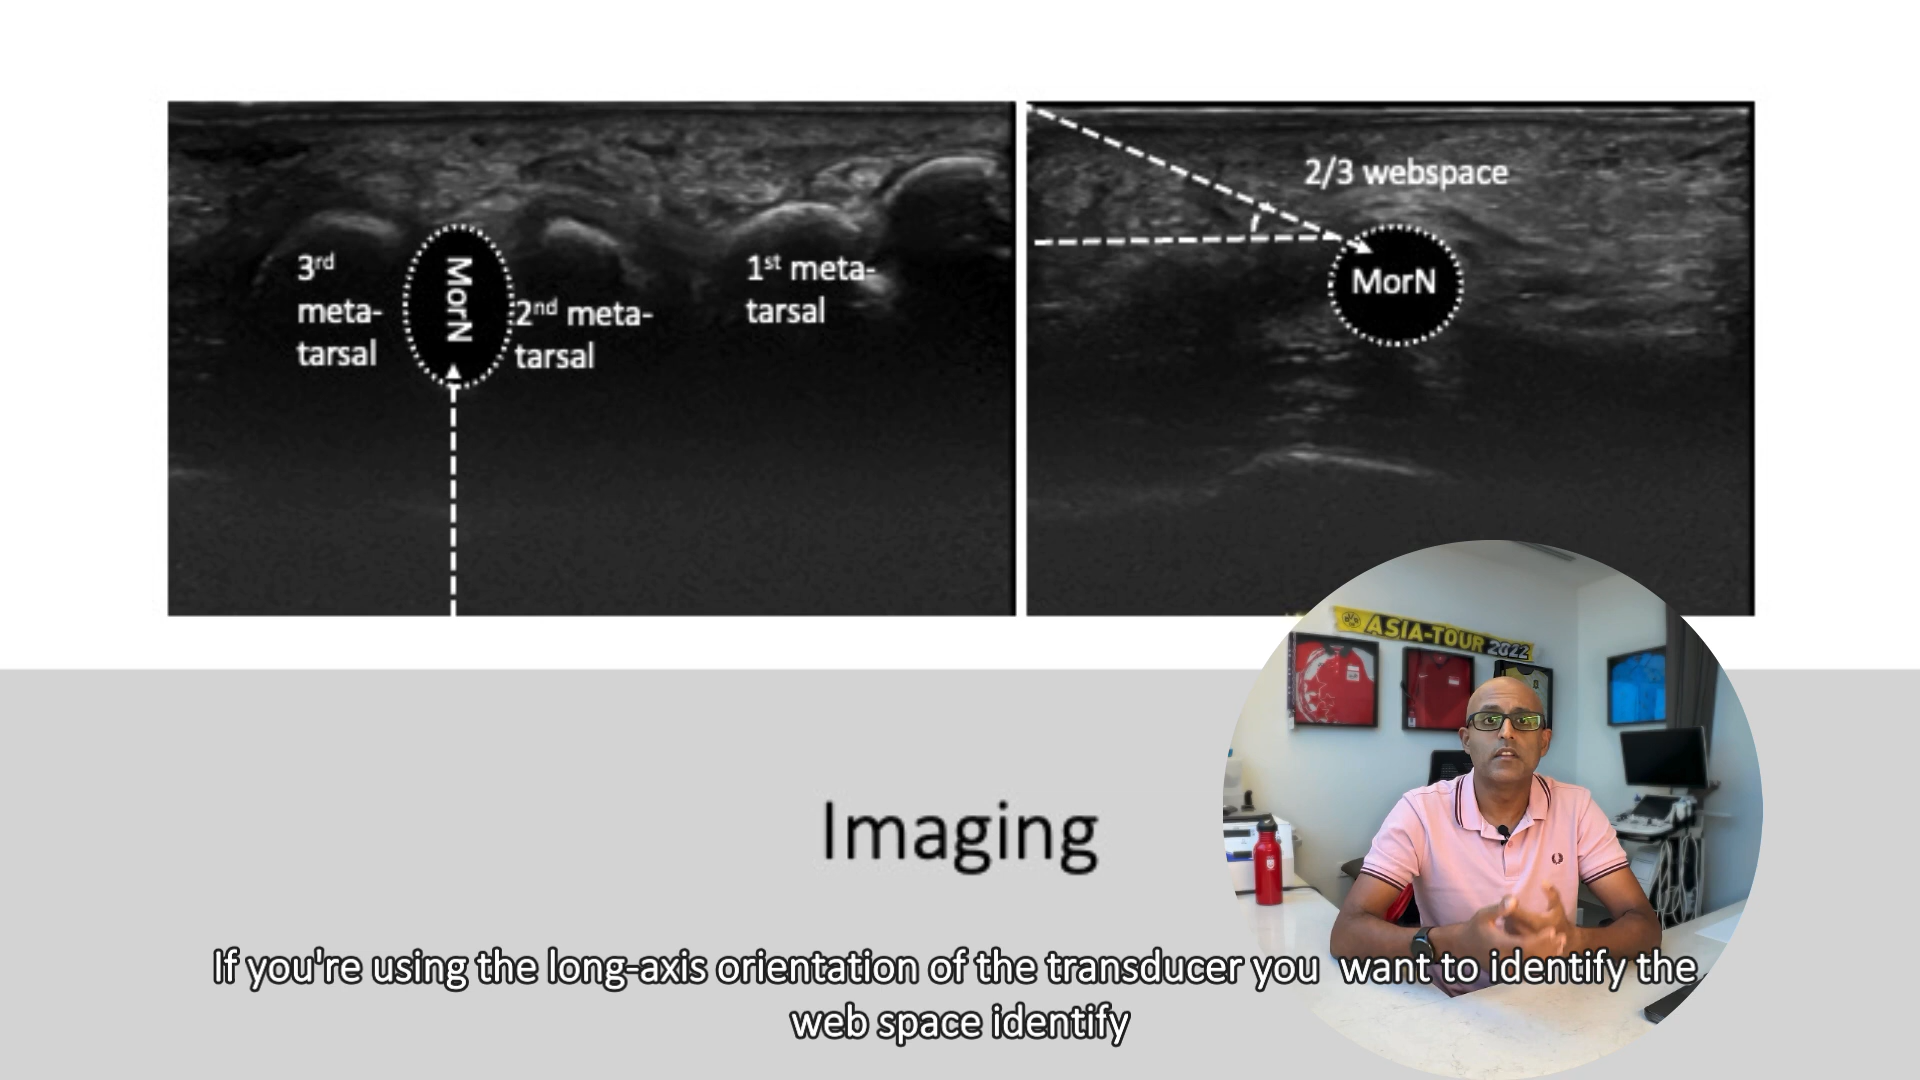 2/3 webspace
3rd
meta-
tarsal
MorN
2nd meta-
tarsal
1st meta-
tarsal
MorN
ASIA-TOUR 2022
Imaging
If you're using the long-axis orientation of the transducer you want to identify the
web space identify